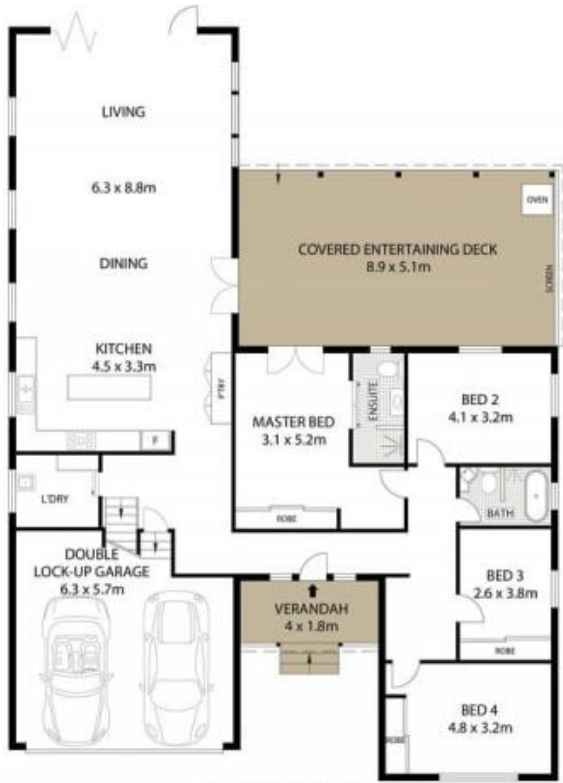 LIVING
6.3 x 8.8m
DINING
KITCHEN
4.5 x 3.3m
P'TRY
F
COVERED ENTERTAINING DECK
8.9 x 5.1m
OVEN
SCREEN
MASTER BED
3.1 x 5.2m
ROBE
ENSUITE
BED 2
4.1 x 3.2m
L'DRY
BATH
DOUBLE
LOCK-UP GARAGE
6.3 x 5.7m
VERANDAH
4 x 1.8m
BED 3
2.6 x 3.8m
ROBE
BED 4
4.8 x 3.2m
ROBE